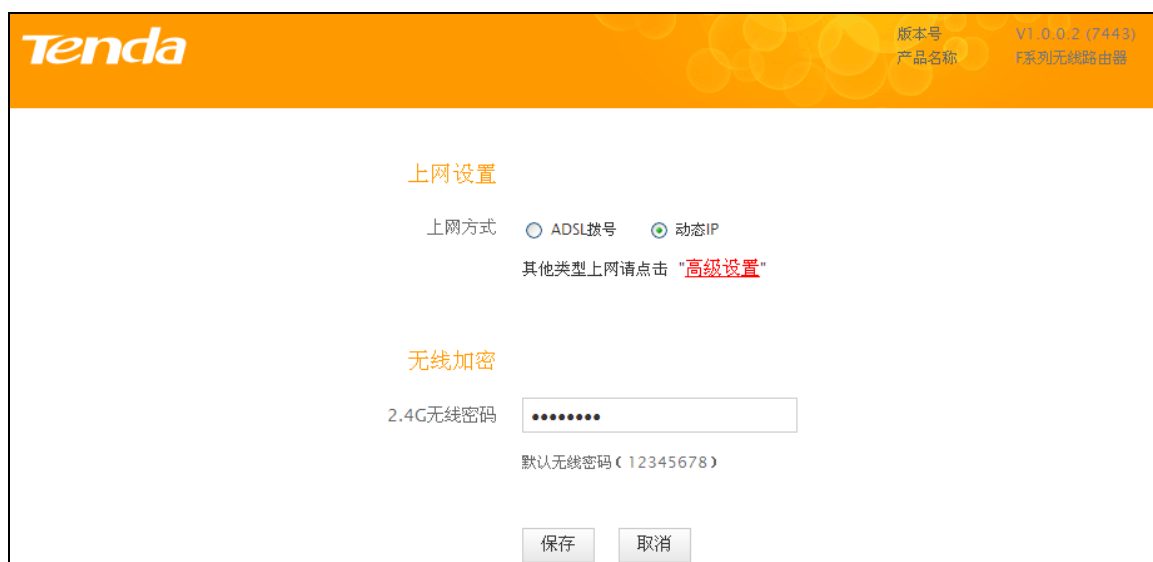 Tenda
版本号 V1.0.0.2 (7443)
产品名称 F系列无线路由器
上网设置
上网方式 ADSL拨号 动态IP
其他类型上网请点击 "高级设置"
无线加密
2.4G无线密码 ••••••••
默认无线密码(12345678)
保存 取消